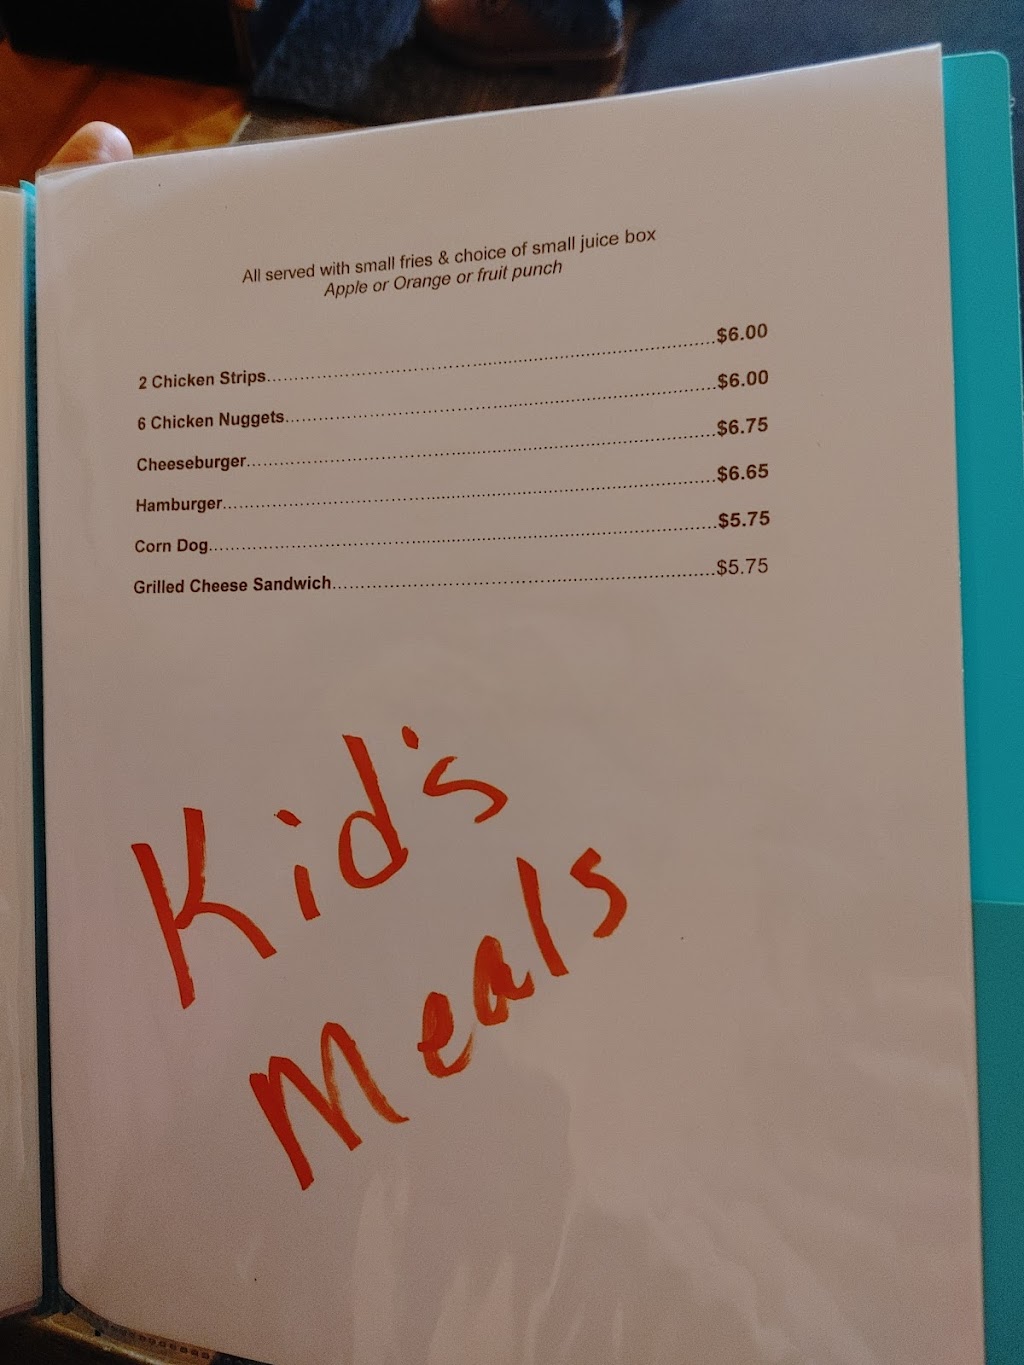 All served with small fries & choice of small juice box
Apple or Orange or fruit punch
2 Chicken Strips.....$6.00
6 Chicken Nuggets.....$6.00
Cheeseburger.....$6.75
Hamburger.....$6.65
Corn Dog.....$5.75
Grilled Cheese Sandwich.....$5.75
Kid's
Meals